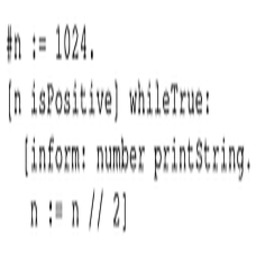 #n := 1024.
[n isPositive] whileTrue:
[inform: number printString.
n := n // 2]